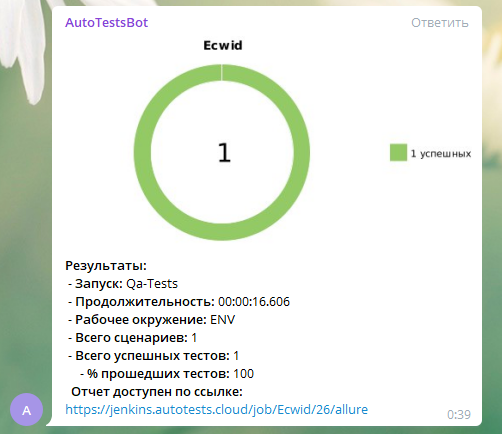 AutoTestsBot
Ответить
Ecwid
1
1 успешных
Результаты:
- Запуск: Qa-Tests
- Продолжительность: 00:00:16.606
- Рабочее окружение: ENV
- Всего сценариев: 1
- Всего успешных тестов: 1
- % прошедших тестов: 100
Отчет доступен по ссылке:
https://jenkins.autotests.cloud/job/Ecwid/26/allure
A
0:39